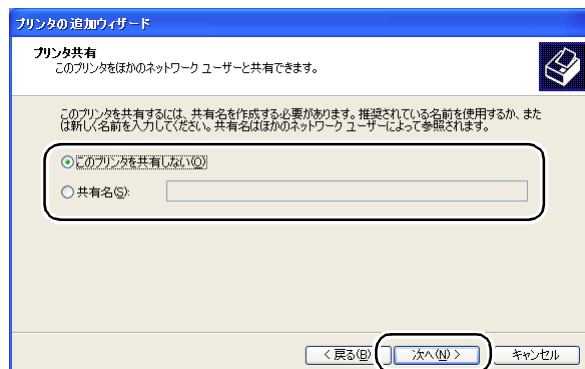 プリンタの追加ウィザード
プリンタ共有
このプリンタをほかのネットワーク ユーザーと共有できます。
このプリンタを共有するには、共有名を作成する必要があります。推奨されている名前を使用するか、また
は新しく名前を入力してください。共有名はほかのネットワーク ユーザーによって参照されます。
このプリンタを共有しない(O)
共有名(S):
< 戻る(B) 次へ(N) > キャンセル